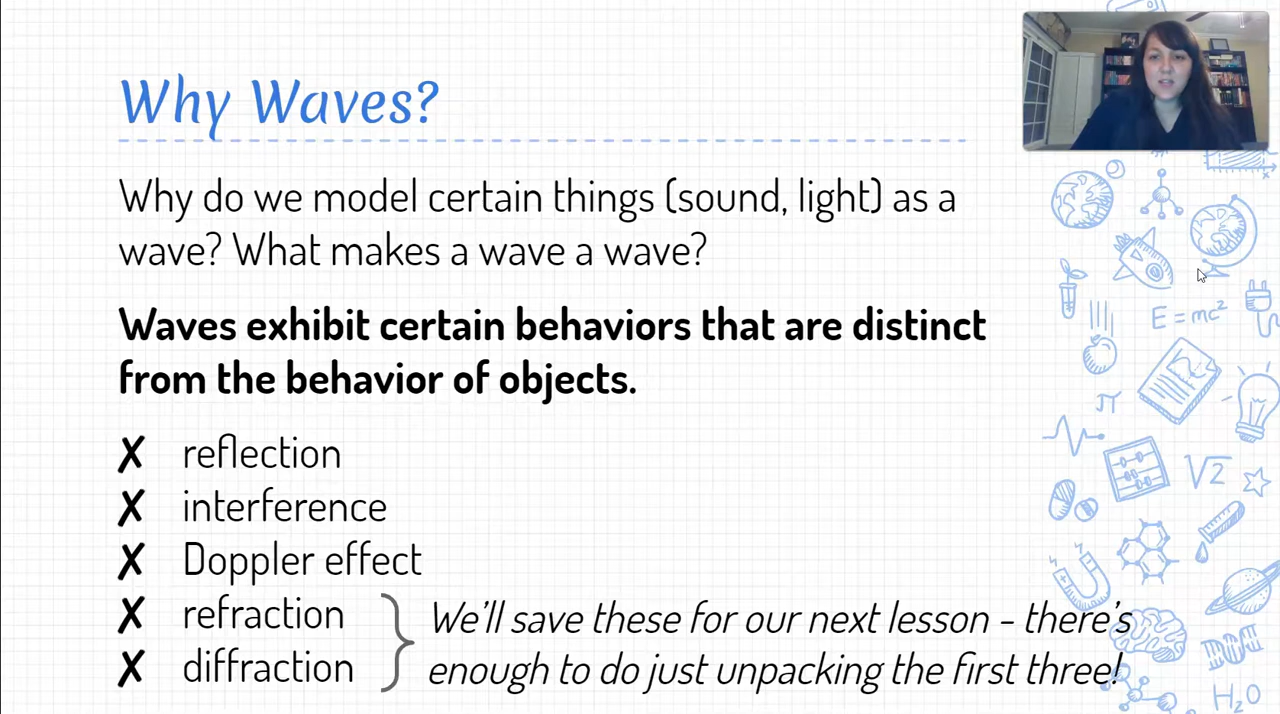 Why Waves?
Why do we model certain things (sound, light) as a
wave? What makes a wave a wave?
Waves exhibit certain behaviors that are distinct
from the behavior of objects.
✗ reflection
✗ interference
✗ Doppler effect
✗ refraction
✗ diffraction
We'll save these for our next lesson - there's
enough to do just unpacking the first three!
E=mc²
π
√2
H₂O